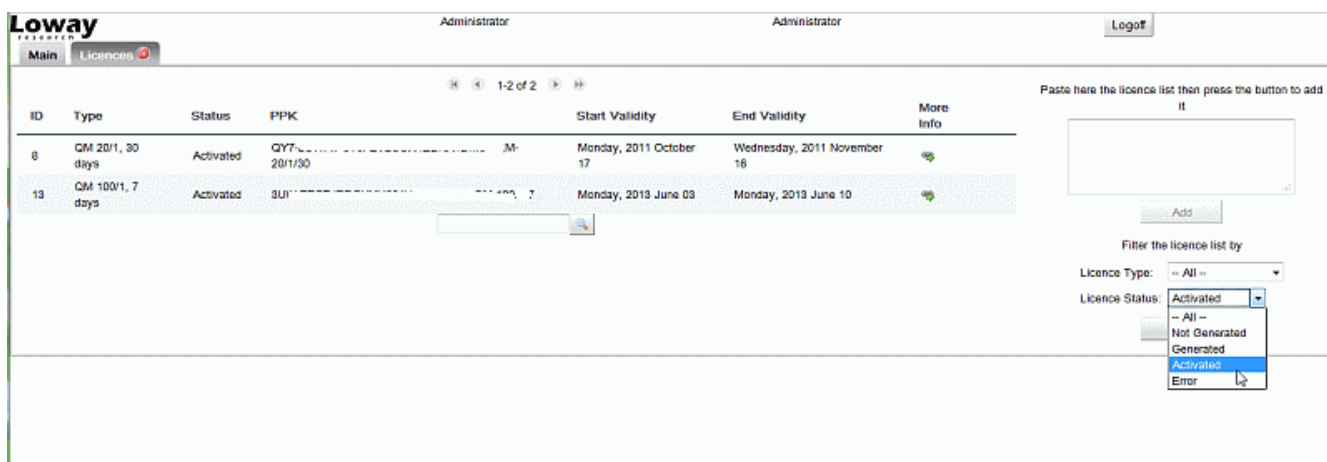 Loway
research
Administrator Administrator Logoff
Main Licences
1-2 of 2
ID Type Status PPK Start Validity End Validity More Info
8 QM 20/1, 30 days Activated QY7- M-20/1/30 Monday, 2011 October 17 Wednesday, 2011 November 16
13 QM 100/1, 7 days Activated Monday, 2013 June 03 Monday, 2013 June 10
Paste here the licence list then press the button to add
it
Add
Filter the licence list by
Licence Type: -- All --
Licence Status: Activated
-- All --
Not Generated
Generated
Activated
Error